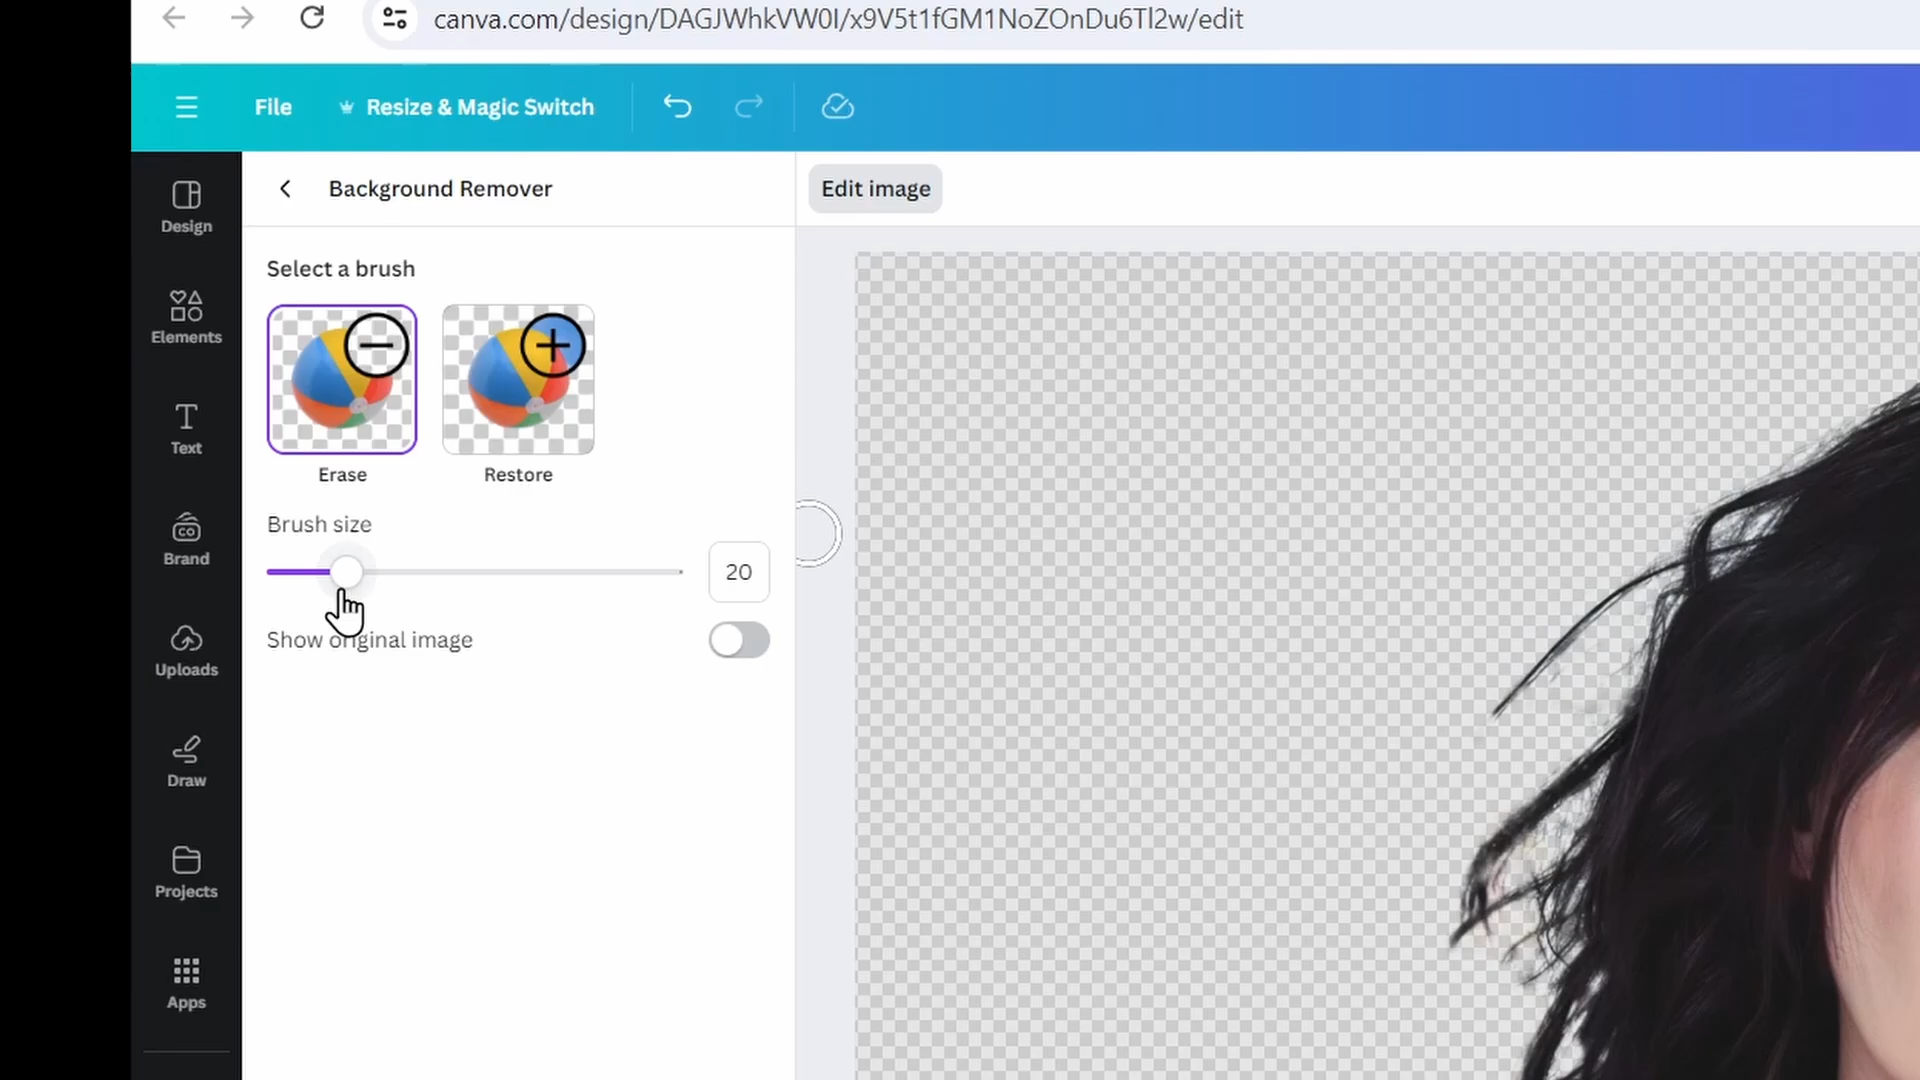 canva.com/design/DAGJWhkVW0I/x9V5t1fGM1NoZOnDu6Tl2w/edit
File
Resize & Magic Switch
Design
Elements
Text
Brand
Uploads
Draw
Projects
Apps
Background Remover
Edit image
Select a brush
Erase
Restore
Brush size
20
Show original image